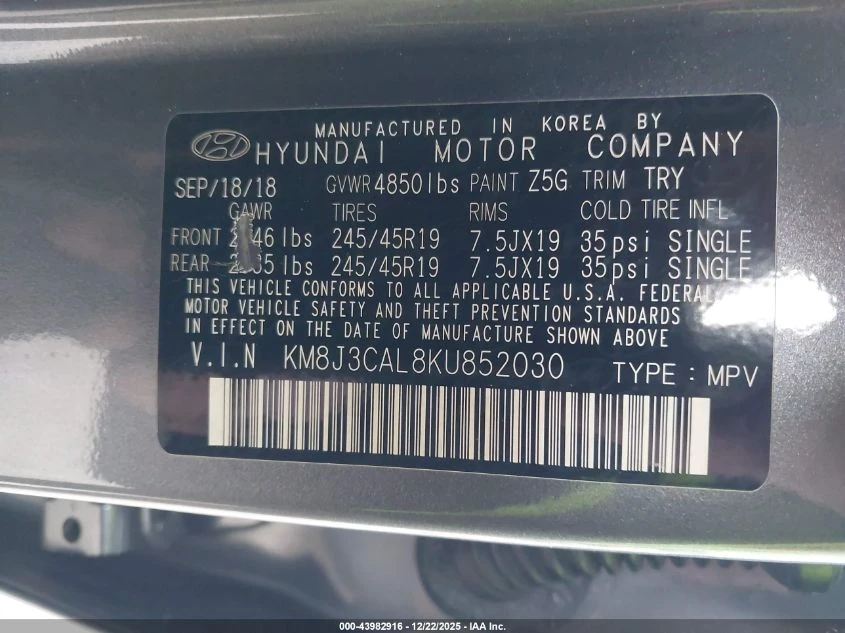 MANUFACTURED IN KOREA BY
HYUNDAI MOTOR COMPANY
SEP/18/18 GVWR 4850lbs PAINT Z5G TRIM TRY
GAWR TIRES RIMS COLD TIRE INFL
FRONT lbs 245/45R19 7.5JX19 35psi SINGLE
REAR lbs 245/45R19 7.5JX19 35psi SINGLE
THIS VEHICLE CONFORMS TO ALL APPLICABLE U.S.A. FEDERAL
MOTOR VEHICLE SAFETY AND THEFT PREVENTION STANDARDS
IN EFFECT ON THE DATE OF MANUFACTURE SHOWN ABOVE
V.I.N KM8J3CAL8KU852030 TYPE : MPV
000-43982916 - 12/22/2025 - IAA Inc.